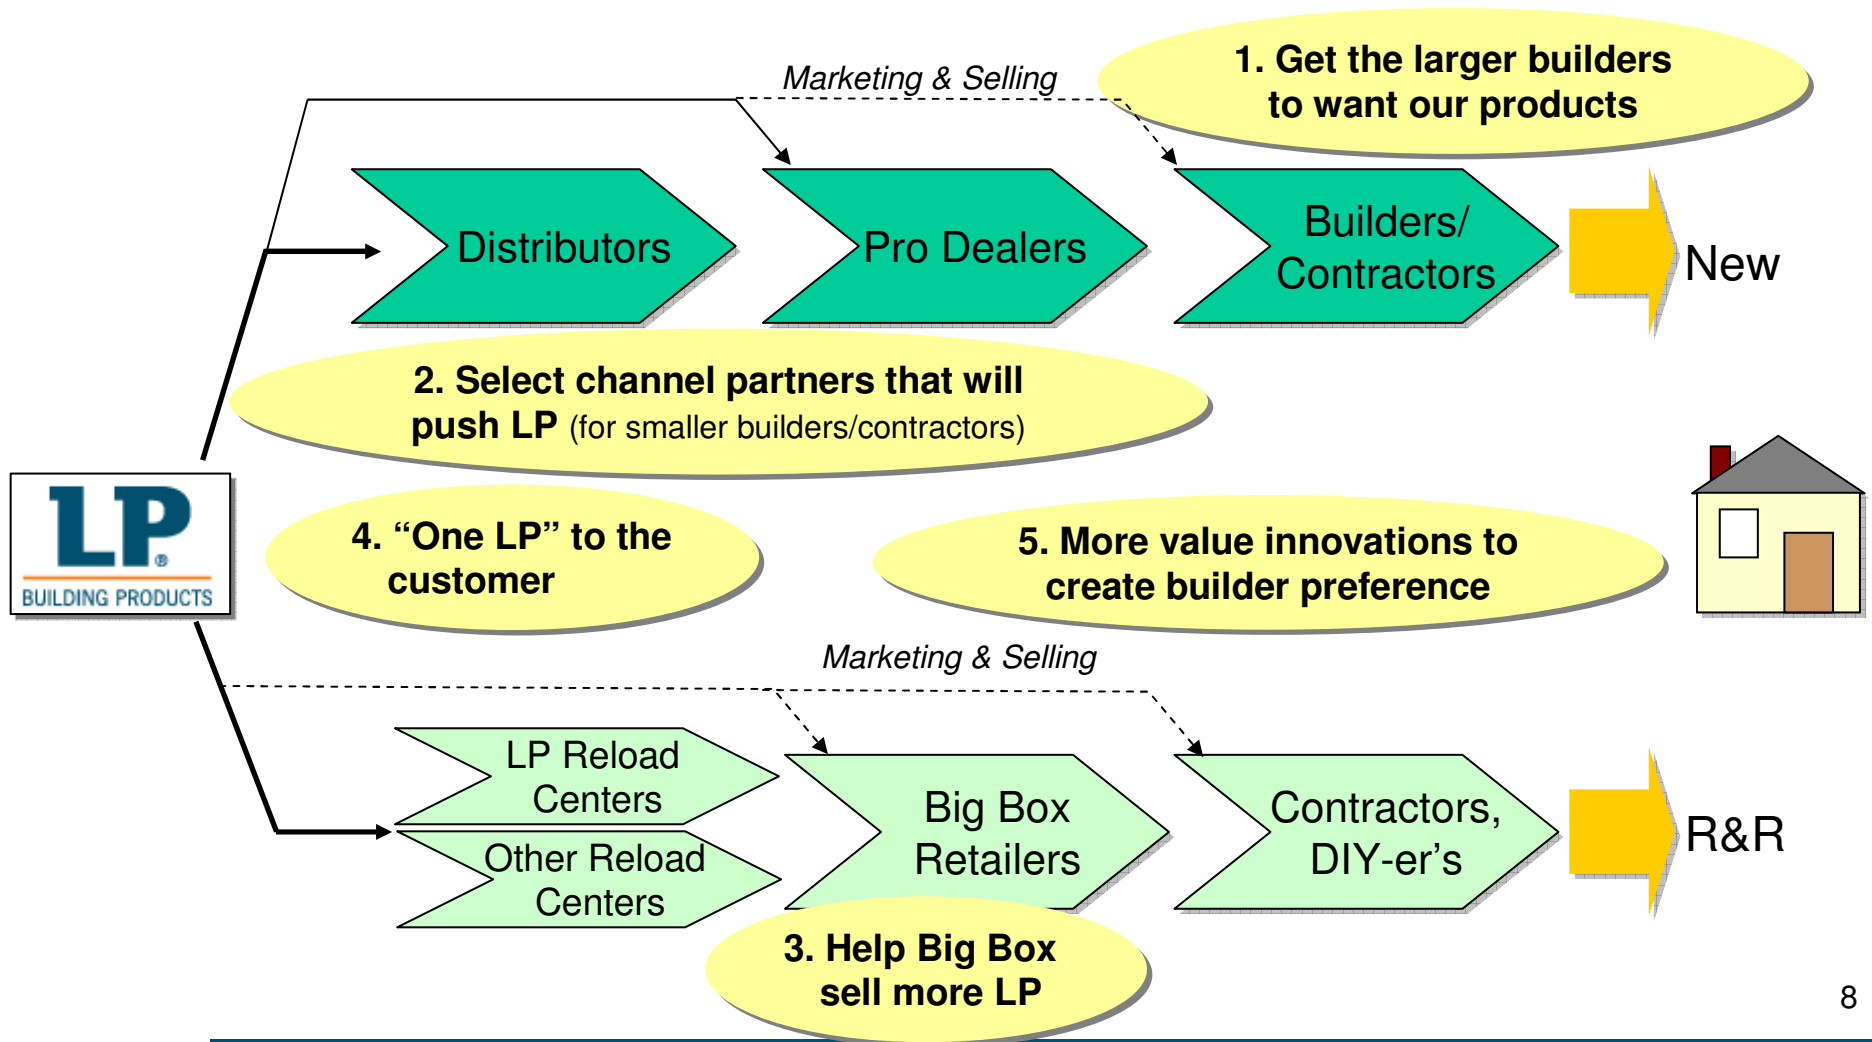 1. Get the larger builders
to want our products
Marketing & Selling
Distributors
Pro Dealers
Builders/
Contractors
New
2. Select channel partners that will
push LP (for smaller builders/contractors)
LP®
BUILDING PRODUCTS
4. “One LP” to the
customer
5. More value innovations to
create builder preference
Marketing & Selling
LP Reload
Centers
Other Reload
Centers
Big Box
Retailers
Contractors,
DIY-er’s
R&R
3. Help Big Box
sell more LP
8